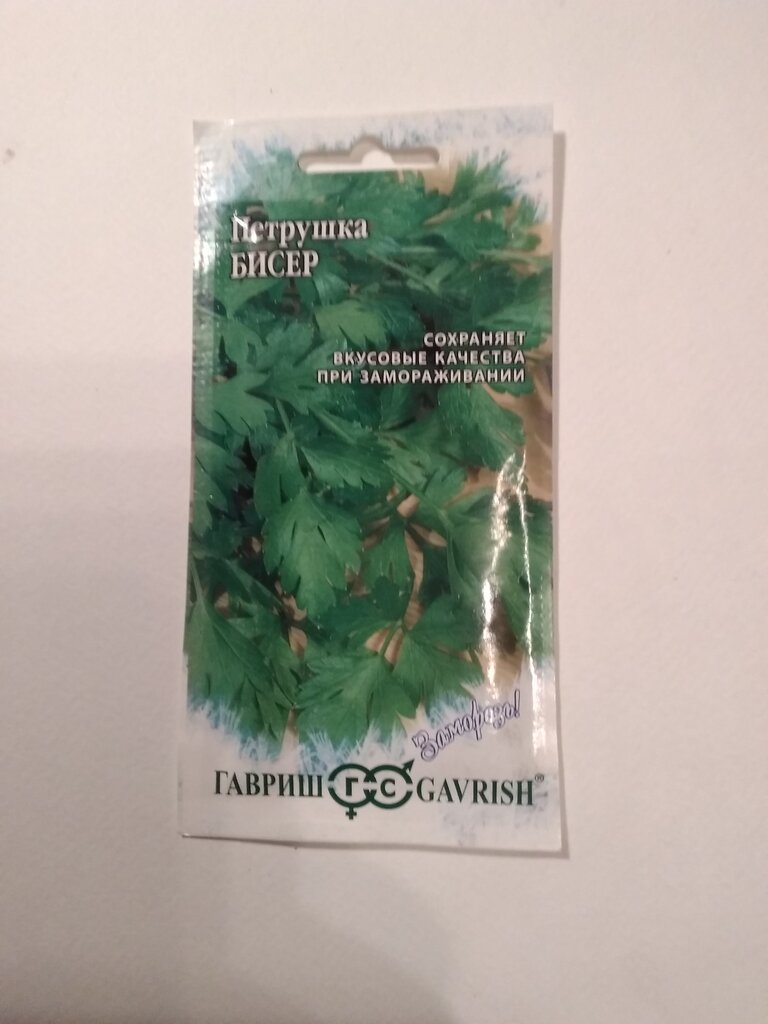 Петрушка
БИСЕР
СОХРАНЯЕТ
ВКУСОВЫЕ КАЧЕСТВА
ПРИ ЗАМОРАЖИВАНИИ
Заморозь!
ГАВРИШ ГС GAVRISH®